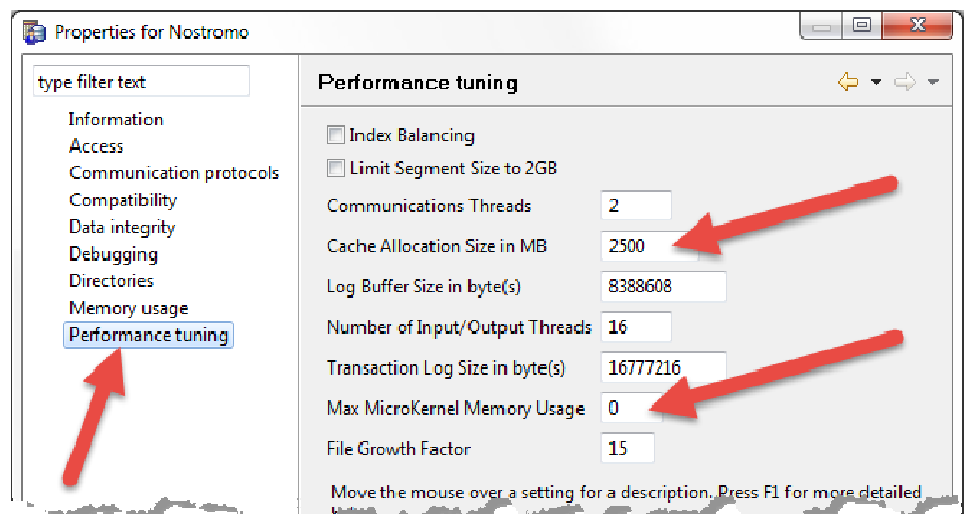 Properties for Nostromo
type filter text
Information
Access
Communication protocols
Compatibility
Data integrity
Debugging
Directories
Memory usage
Performance tuning
Performance tuning
Index Balancing
Limit Segment Size to 2GB
Communications Threads 2
Cache Allocation Size in MB 2500
Log Buffer Size in byte(s) 8388608
Number of Input/Output Threads 16
Transaction Log Size in byte(s) 16777216
Max MicroKernel Memory Usage 0
File Growth Factor 15
Move the mouse over a setting for a description. Press F1 for more detailed